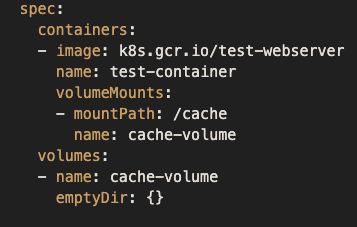 spec:
  containers:
  - image: k8s.gcr.io/test-webserver
    name: test-container
    volumeMounts:
    - mountPath: /cache
      name: cache-volume
  volumes:
  - name: cache-volume
    emptyDir: {}